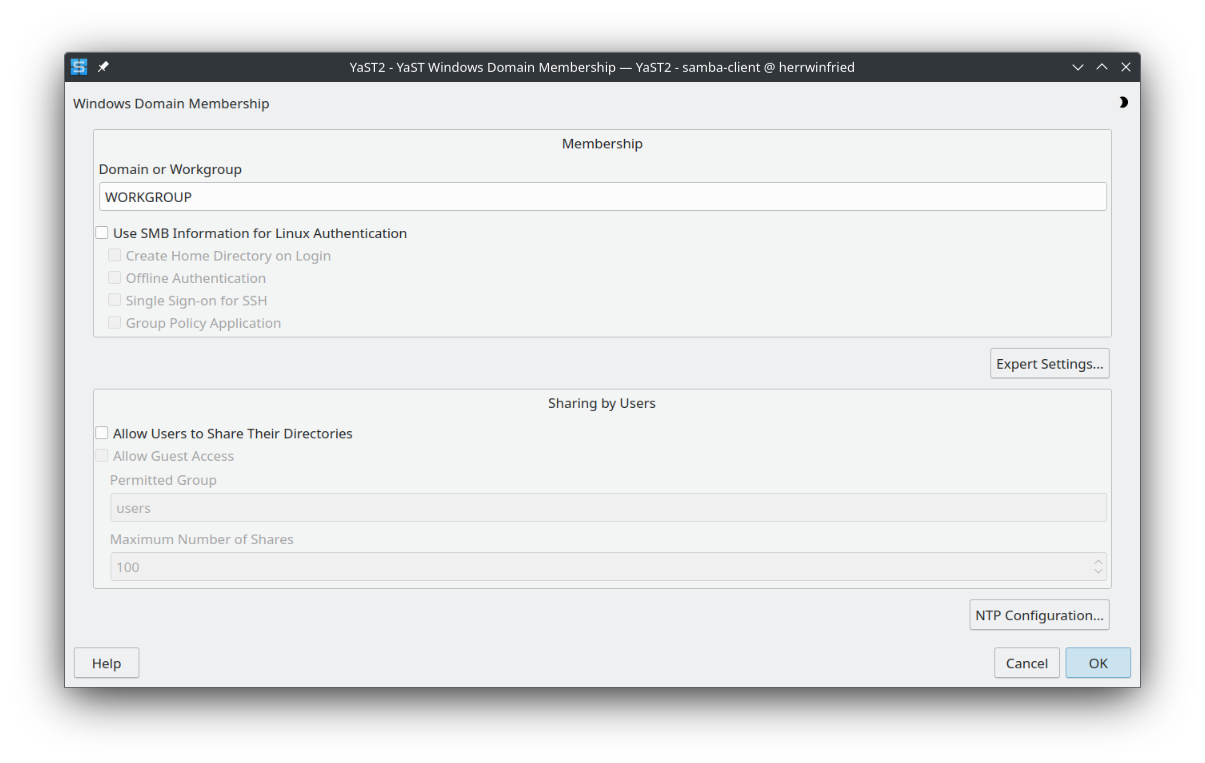 YaST2 - YaST Windows Domain Membership — YaST2 - samba-client @ herrwinfried
Windows Domain Membership
Membership
Domain or Workgroup
WORKGROUP
Use SMB Information for Linux Authentication
Create Home Directory on Login
Offline Authentication
Single Sign-on for SSH
Group Policy Application
Expert Settings...
Sharing by Users
Allow Users to Share Their Directories
Allow Guest Access
Permitted Group
users
Maximum Number of Shares
100
NTP Configuration...
Help
Cancel
OK